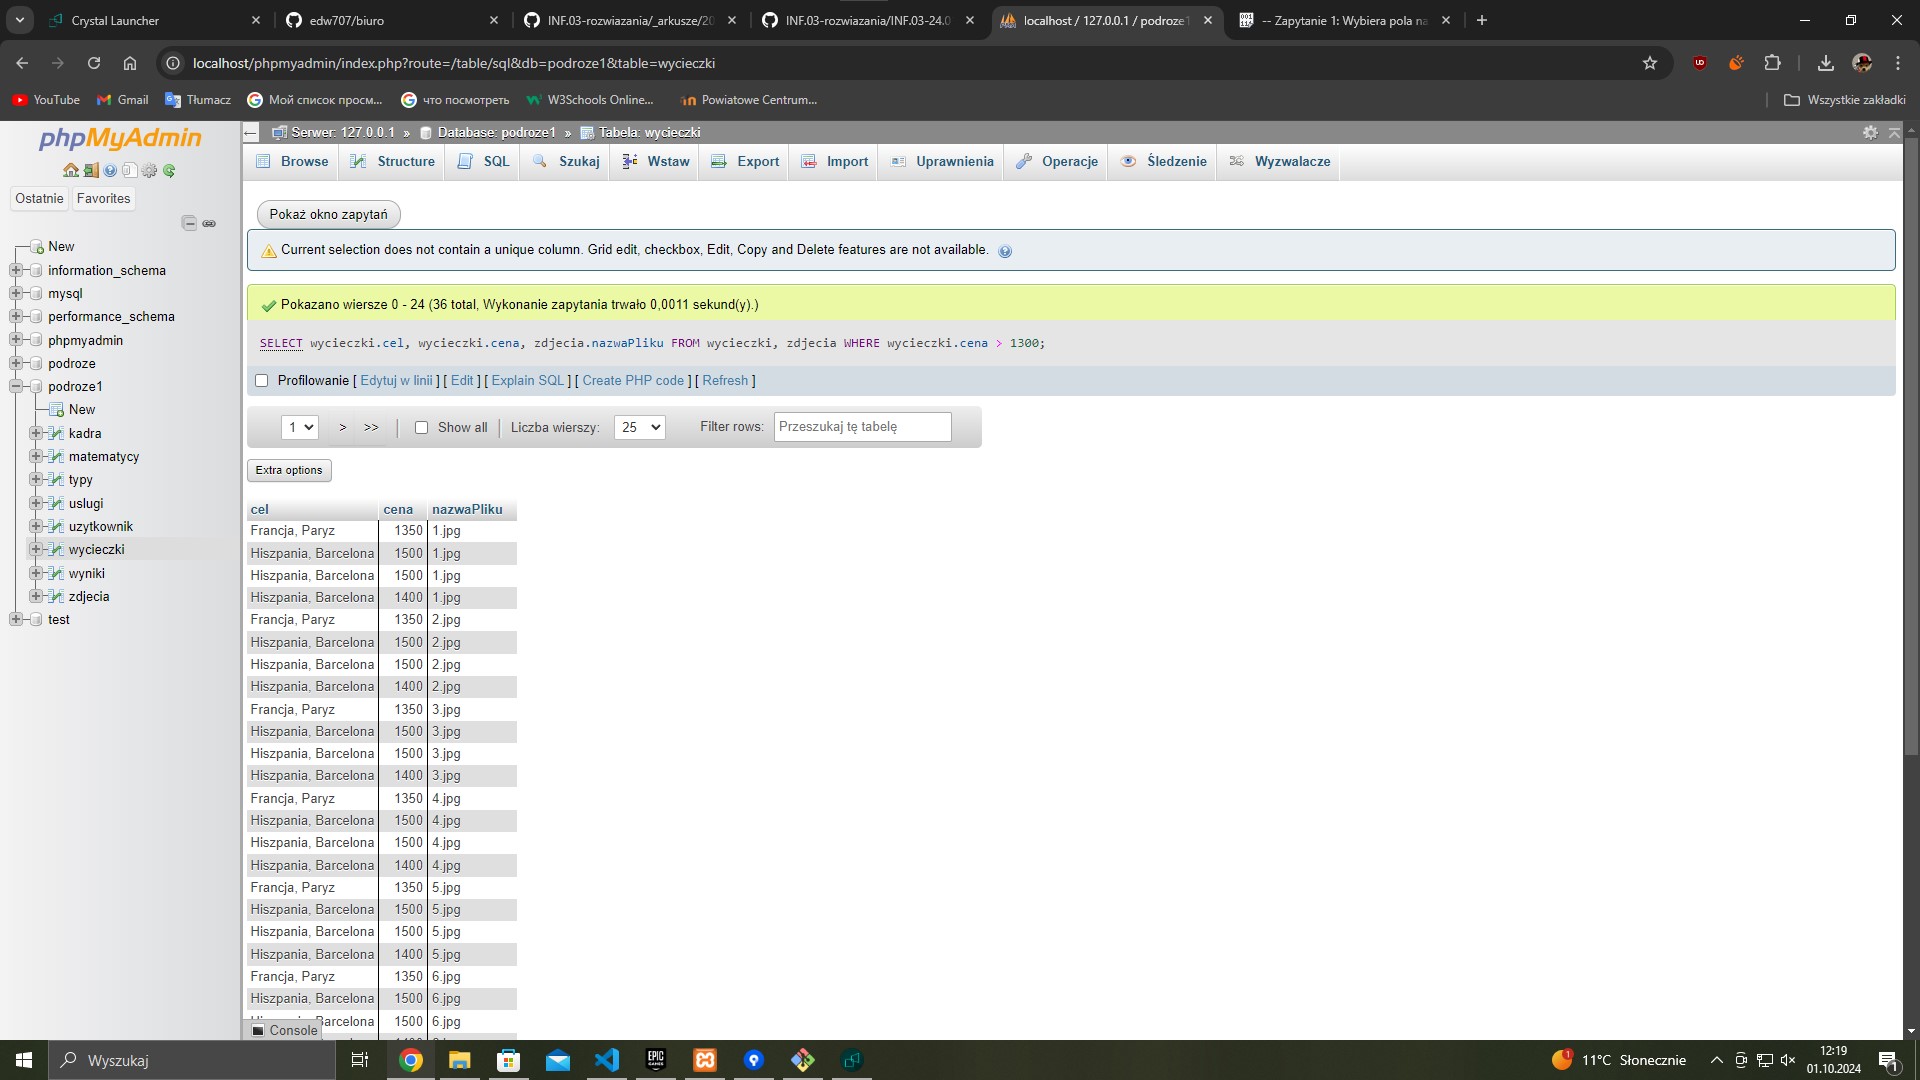 Crystal Launcher
edw707/biuro
INF.03-rozwiazania/_arkusze/20
INF.03-rozwiazania/INF.03-24.0
localhost / 127.0.0.1 / podroze1
-- Zapytanie 1: Wybiera pola na
localhost/phpmyadmin/index.php?route=/table/sql&db=podroze1&table=wycieczki
YouTube
Gmail
Tłumacz
Мой список просм...
что посмотреть
W3Schools Online...
Powiatowe Centrum...
Wszystkie zakładki
phpMyAdmin
Ostatnie
Favorites
New
information_schema
mysql
performance_schema
phpmyadmin
podroze
podroze1
New
kadra
matematycy
typy
uslugi
uzytkownik
wycieczki
wyniki
zdjecia
test
Serwer: 127.0.0.1 » Database: podroze1 » Tabela: wycieczki
Browse
Structure
SQL
Szukaj
Wstaw
Export
Import
Uprawnienia
Operacje
Śledzenie
Wyzwalacze
Pokaż okno zapytań
Current selection does not contain a unique column. Grid edit, checkbox, Edit, Copy and Delete features are not available.
Pokazano wiersze 0 - 24 (36 total, Wykonanie zapytania trwało 0,0011 sekund(y).)
SELECT wycieczki.cel, wycieczki.cena, zdjecia.nazwaPliku FROM wycieczki, zdjecia WHERE wycieczki.cena > 1300;
Profilowanie [ Edytuj w linii ] [ Edit ] [ Explain SQL ] [ Create PHP code ] [ Refresh ]
1 > >> Show all Liczba wierszy: 25 Filter rows: Przeszukaj tę tabelę
Extra options
cel cena nazwaPliku
Francja, Paryz 1350 1.jpg
Hiszpania, Barcelona 1500 1.jpg
Hiszpania, Barcelona 1500 1.jpg
Hiszpania, Barcelona 1400 1.jpg
Francja, Paryz 1350 2.jpg
Hiszpania, Barcelona 1500 2.jpg
Hiszpania, Barcelona 1500 2.jpg
Hiszpania, Barcelona 1400 2.jpg
Francja, Paryz 1350 3.jpg
Hiszpania, Barcelona 1500 3.jpg
Hiszpania, Barcelona 1500 3.jpg
Hiszpania, Barcelona 1400 3.jpg
Francja, Paryz 1350 4.jpg
Hiszpania, Barcelona 1500 4.jpg
Hiszpania, Barcelona 1500 4.jpg
Hiszpania, Barcelona 1400 4.jpg
Francja, Paryz 1350 5.jpg
Hiszpania, Barcelona 1500 5.jpg
Hiszpania, Barcelona 1500 5.jpg
Hiszpania, Barcelona 1400 5.jpg
Francja, Paryz 1350 6.jpg
Hiszpania, Barcelona 1500 6.jpg
Barcelona 1500 6.jpg
Console
Wyszukaj
EPIC GAMES
1
11°C Słonecznie
12:19
01.10.2024
1